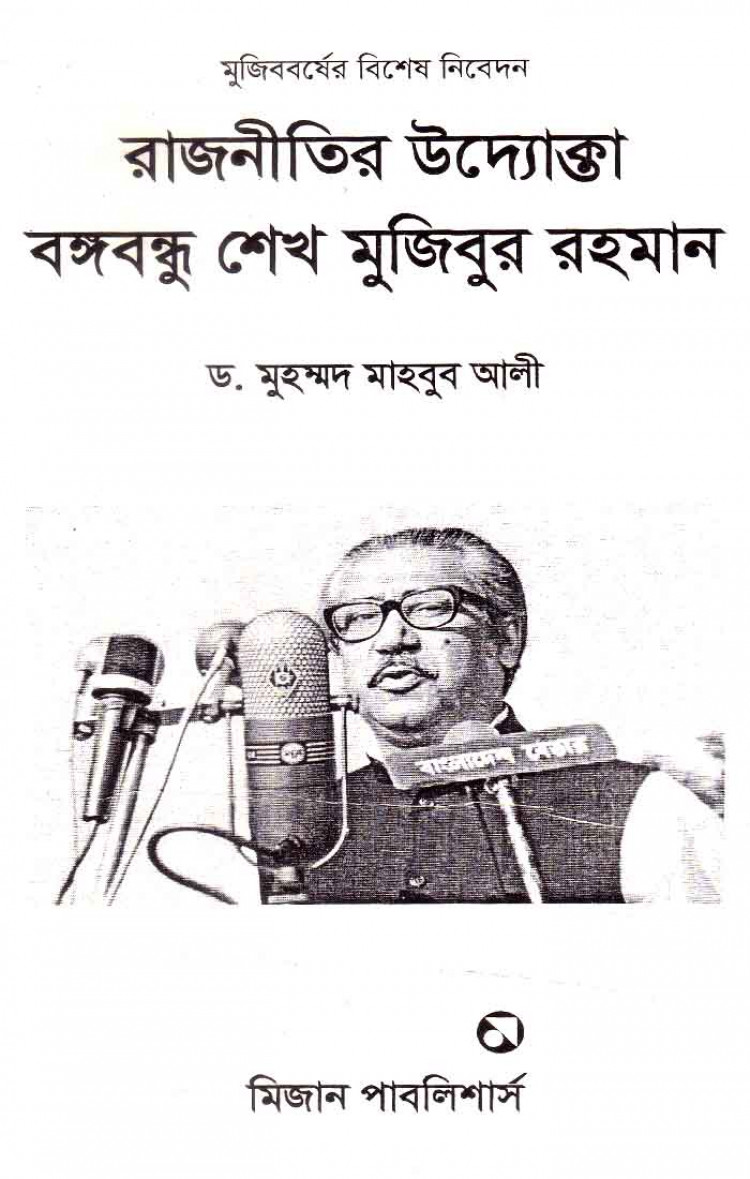 মুজিববর্ষের বিশেষ নিবেদন
রাজনীতির উদ্যোক্তা
বঙ্গবন্ধু শেখ মুজিবুর রহমান
ড. মুহম্মদ মাহবুব আলী
বাংলাদেশ বেতার
মিজান পাবলিশার্স